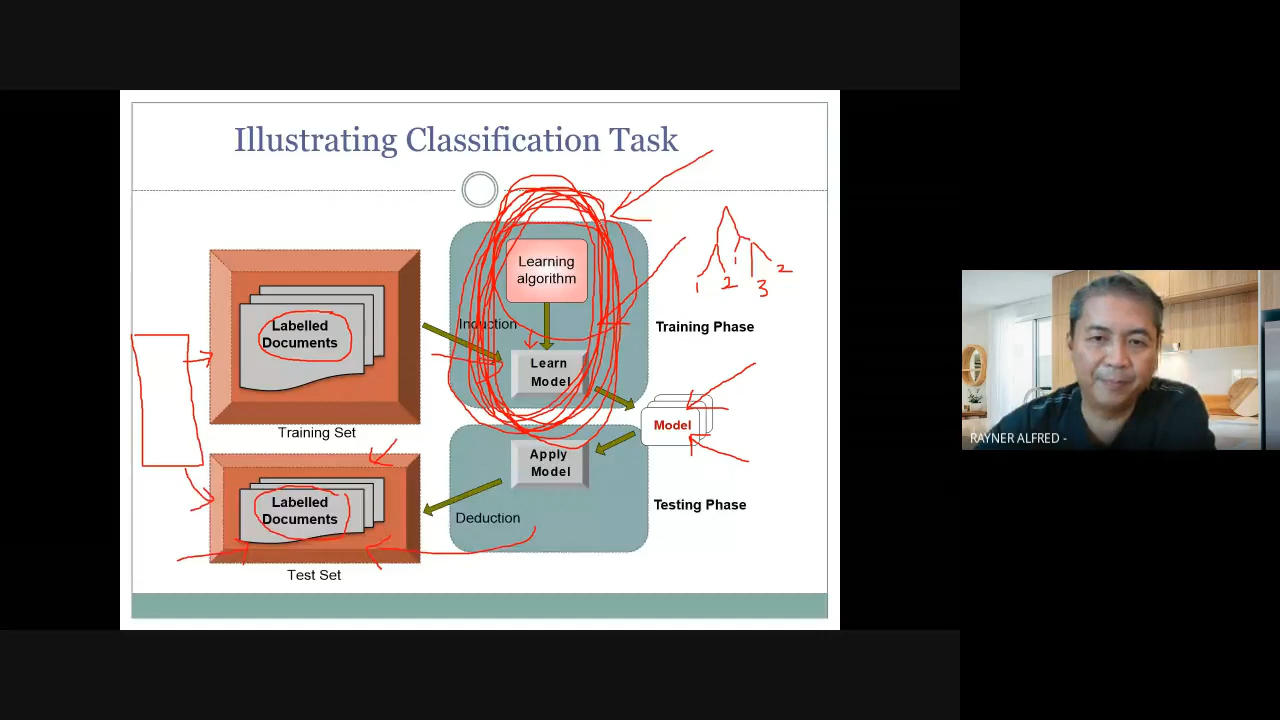 Illustrating Classification Task
Learning
algorithm
Induction
Labelled
Documents
Training Set
Learn
Model
Training Phase
1
2
1
3
2
Model
Apply
Model
Testing Phase
Deduction
Labelled
Documents
Test Set
RAYNER ALFRED -